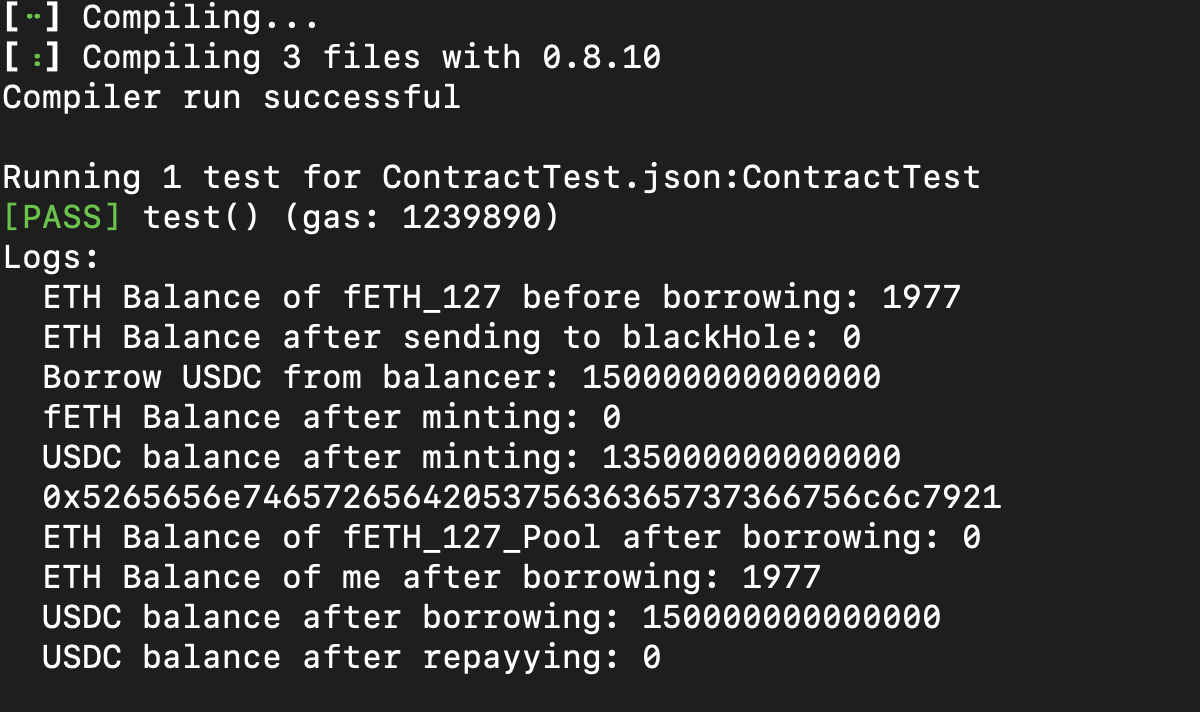 [⠒] Compiling...
[⠆] Compiling 3 files with 0.8.10
Compiler run successful
Running 1 test for ContractTest.json:ContractTest
[PASS] test() (gas: 1239890)
Logs:
ETH Balance of fETH_127 before borrowing: 1977
ETH Balance after sending to blackHole: 0
Borrow USDC from balancer: 150000000000000
fETH Balance after minting: 0
USDC balance after minting: 135000000000000
0x5265656e746572656420537563636365737366756c6c7921
ETH Balance of fETH_127_Pool after borrowing: 0
ETH Balance of me after borrowing: 1977
USDC balance after borrowing: 150000000000000
USDC balance after repayying: 0